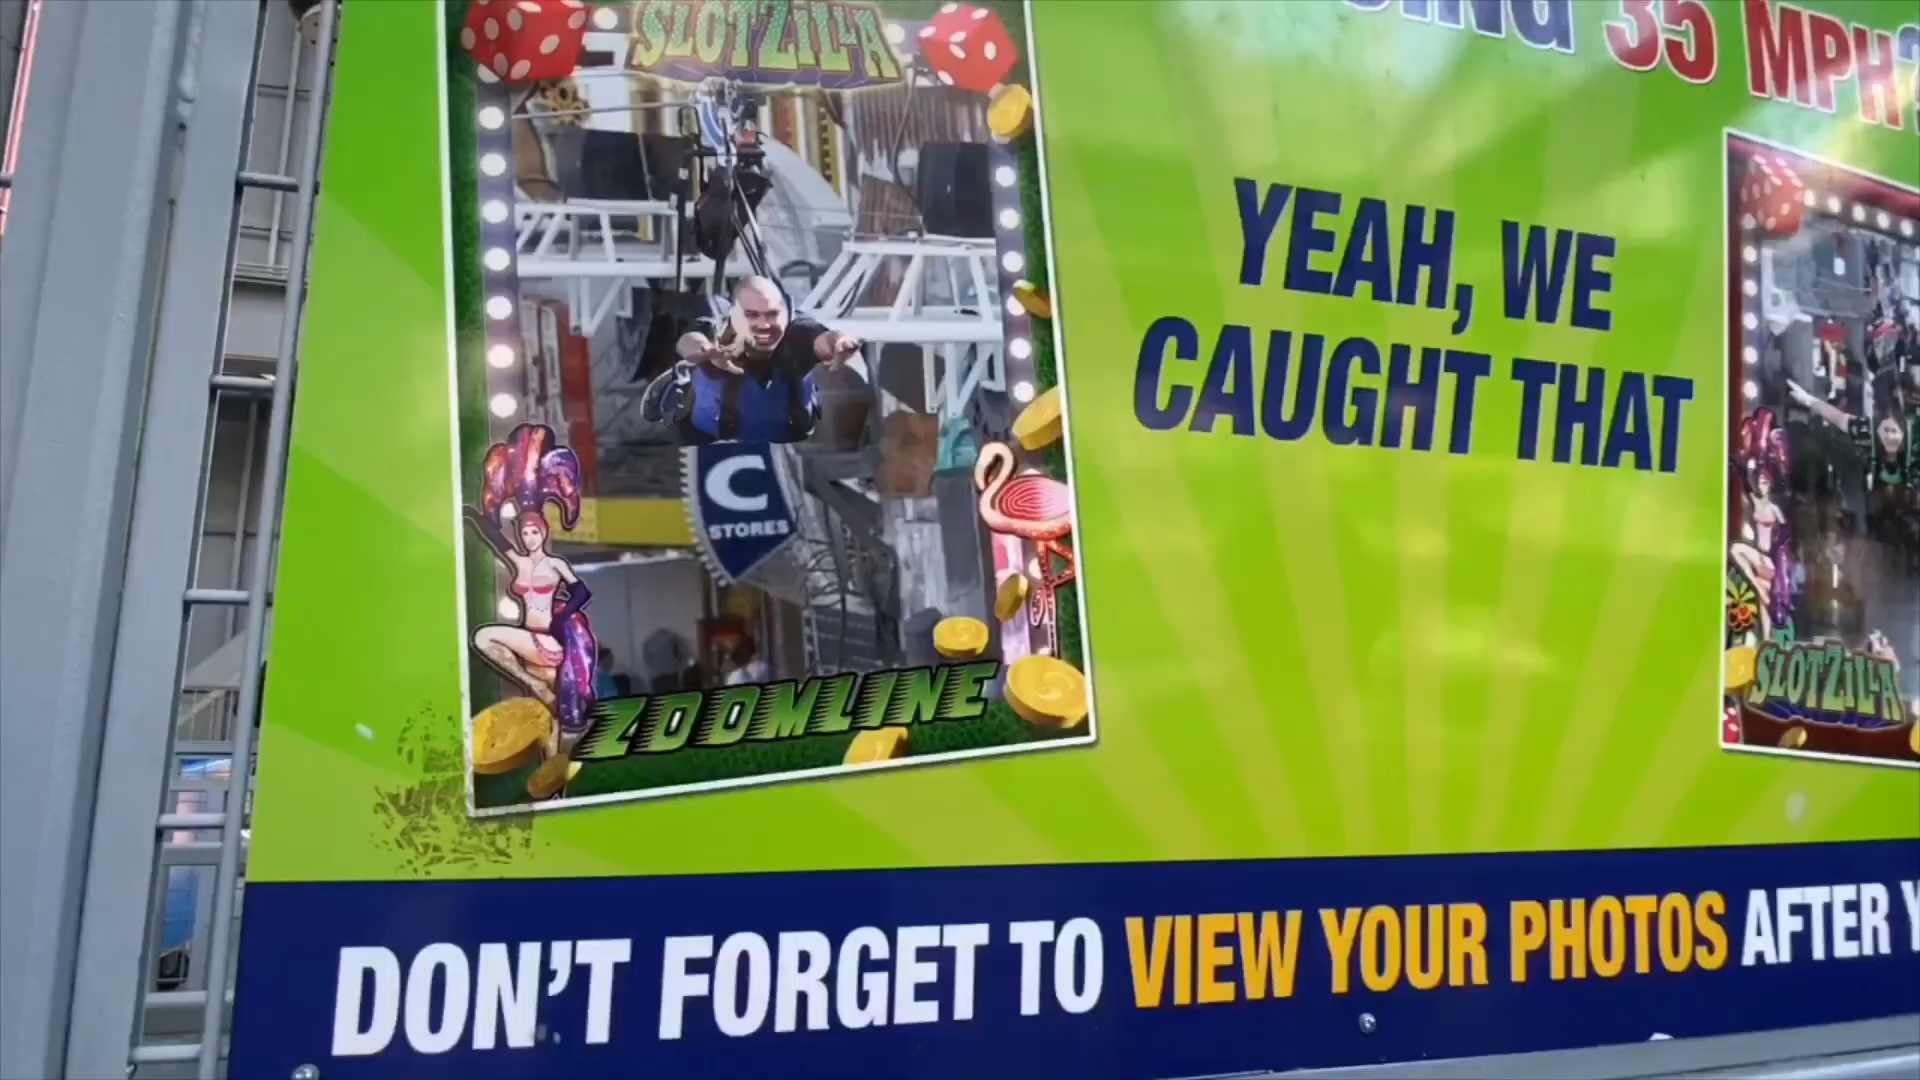 SLOTZILLA
35 MPH?
YEAH, WE
CAUGHT THAT
C
STORES
ZOOMLINE
SLOTZILLA
DON'T FORGET TO VIEW YOUR PHOTOS AFTER